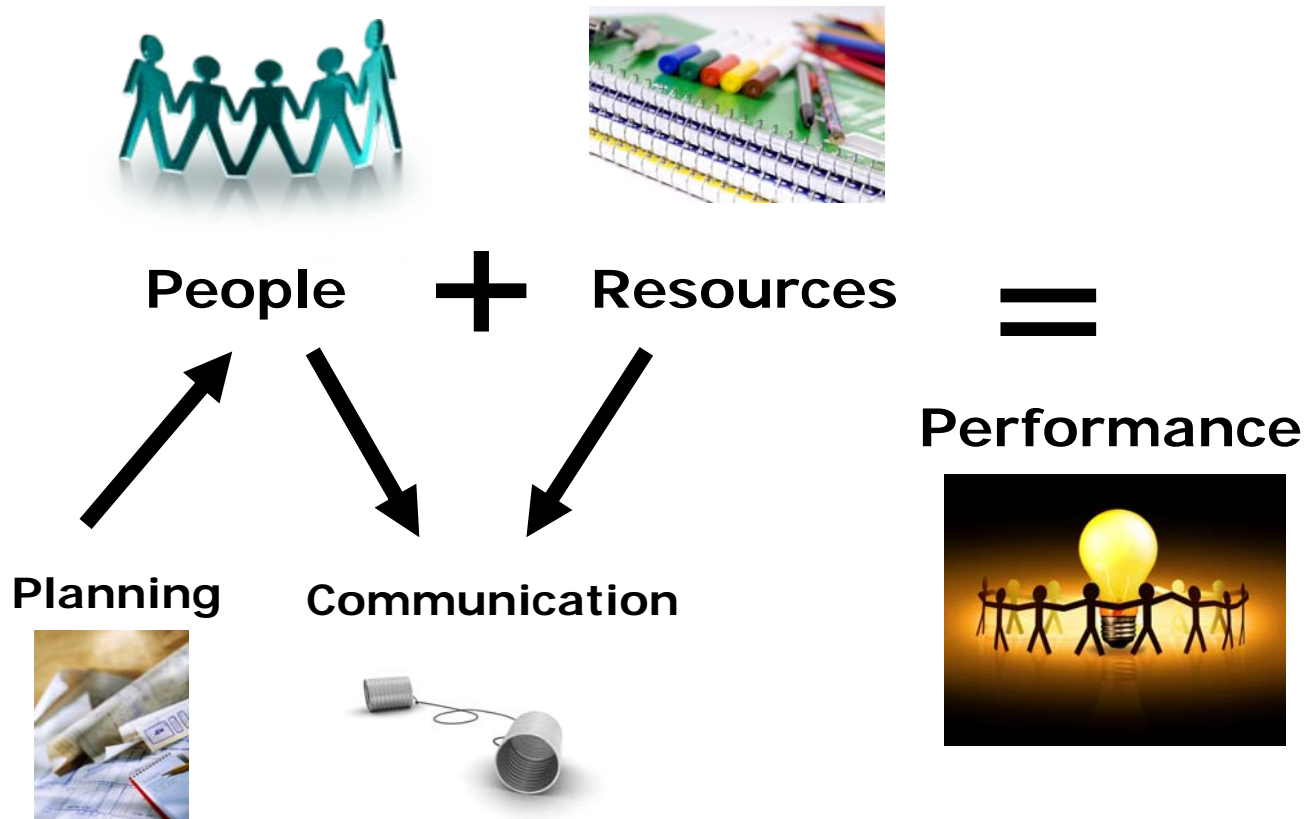 People + Resources =
Performance
Planning
Communication